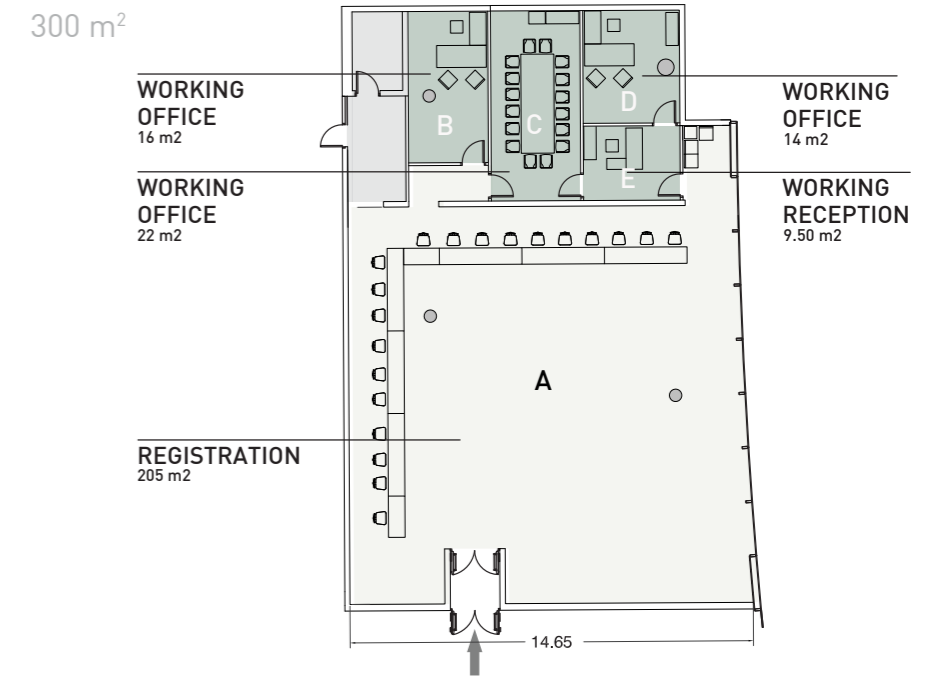 300 m²
WORKING
OFFICE
16 m2
WORKING
OFFICE
22 m2
REGISTRATION
205 m2
B
C
D
E
A
WORKING
OFFICE
14 m2
WORKING
RECEPTION
9.50 m2
14.65